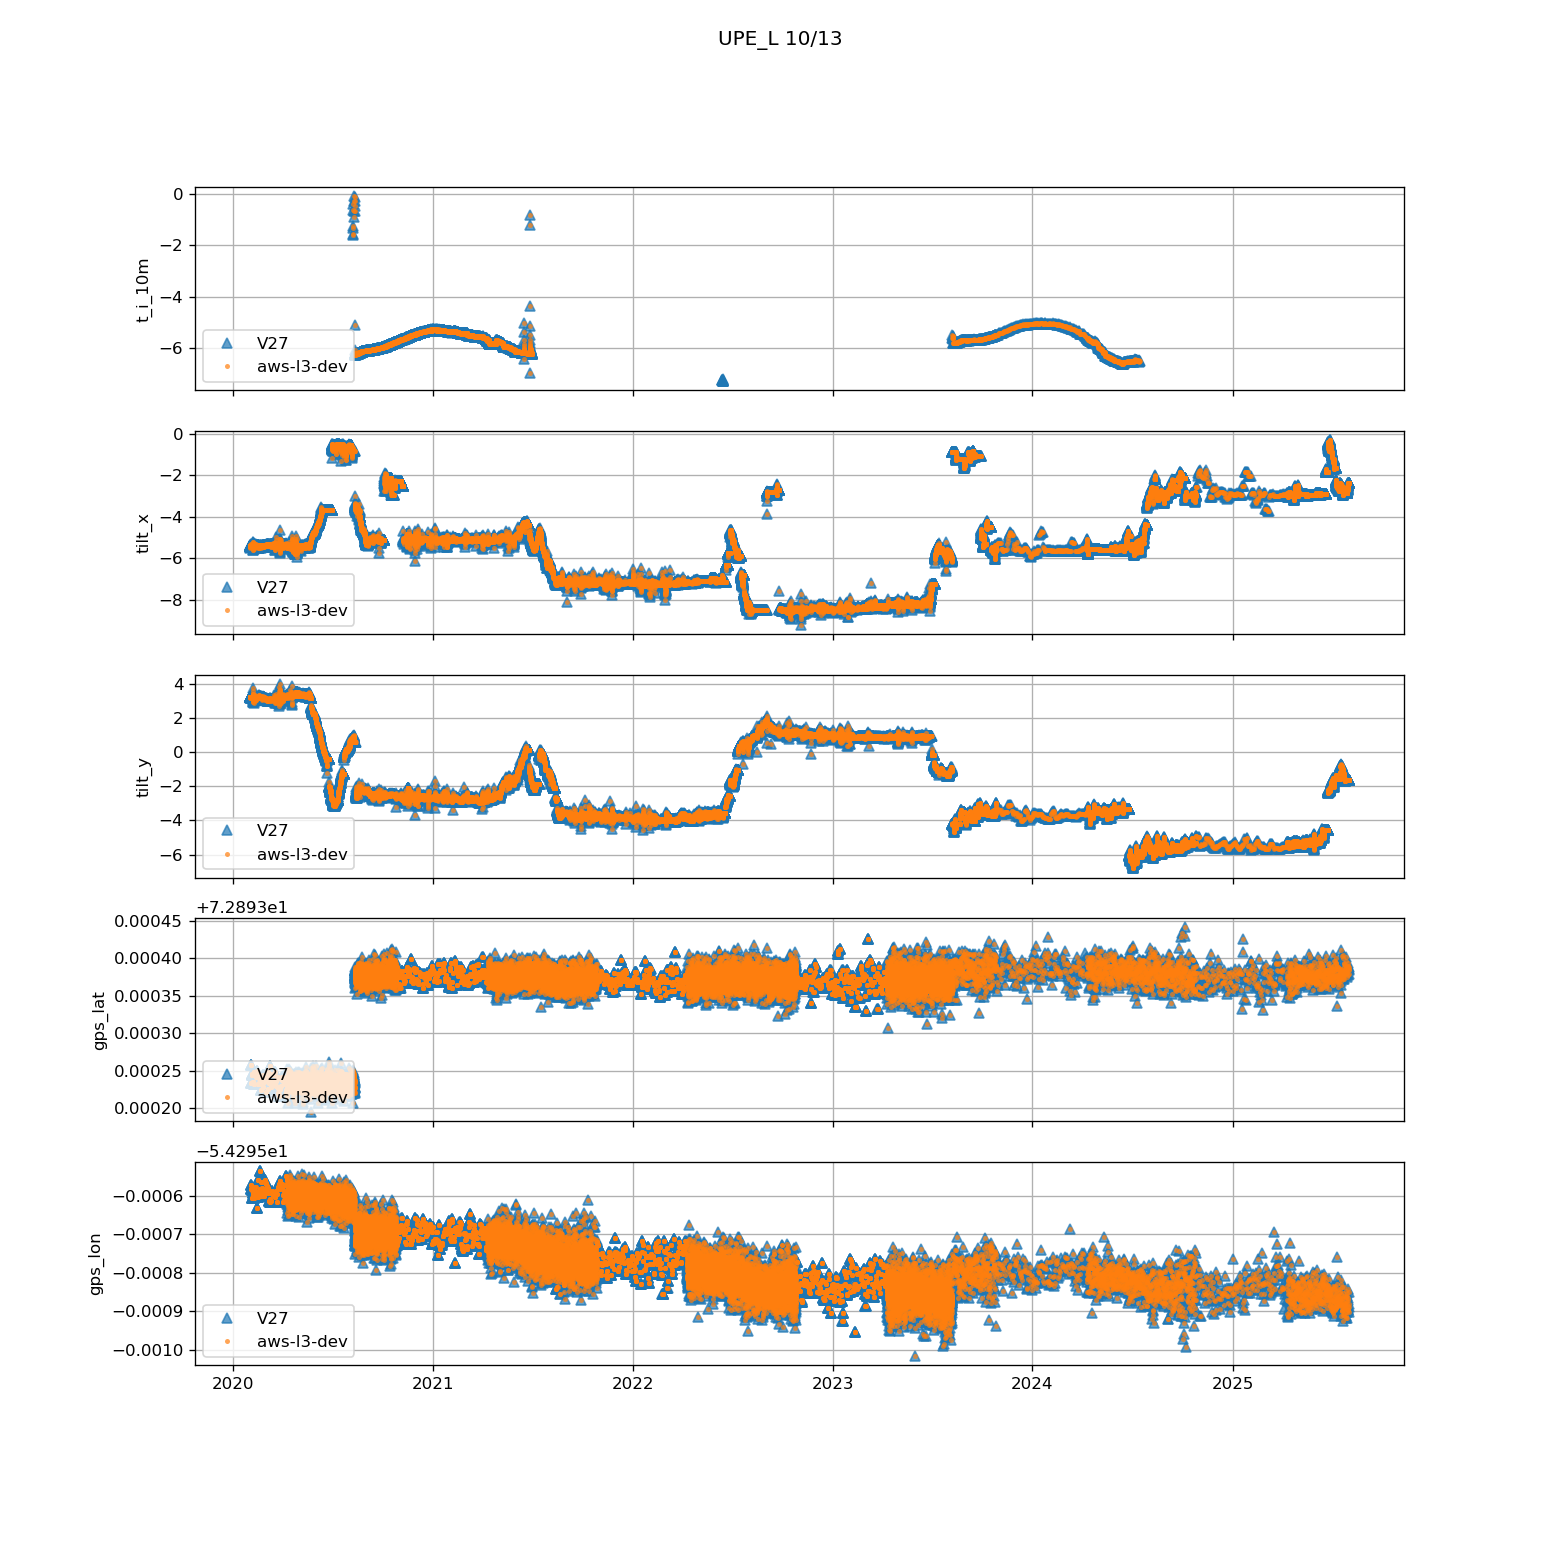 UPE_L 10/13
0
−2
−4
−6
t_i_10m
V27
aws-l3-dev
0
−2
−4
−6
−8
tilt_x
V27
aws-l3-dev
4
2
0
−2
−4
−6
tilt_y
V27
aws-l3-dev
+7.2893e1
0.00045
0.00040
0.00035
0.00030
0.00025
0.00020
gps_lat
V27
aws-l3-dev
−5.4295e1
−0.0006
−0.0007
−0.0008
−0.0009
−0.0010
gps_lon
V27
aws-l3-dev
2020 2021 2022 2023 2024 2025